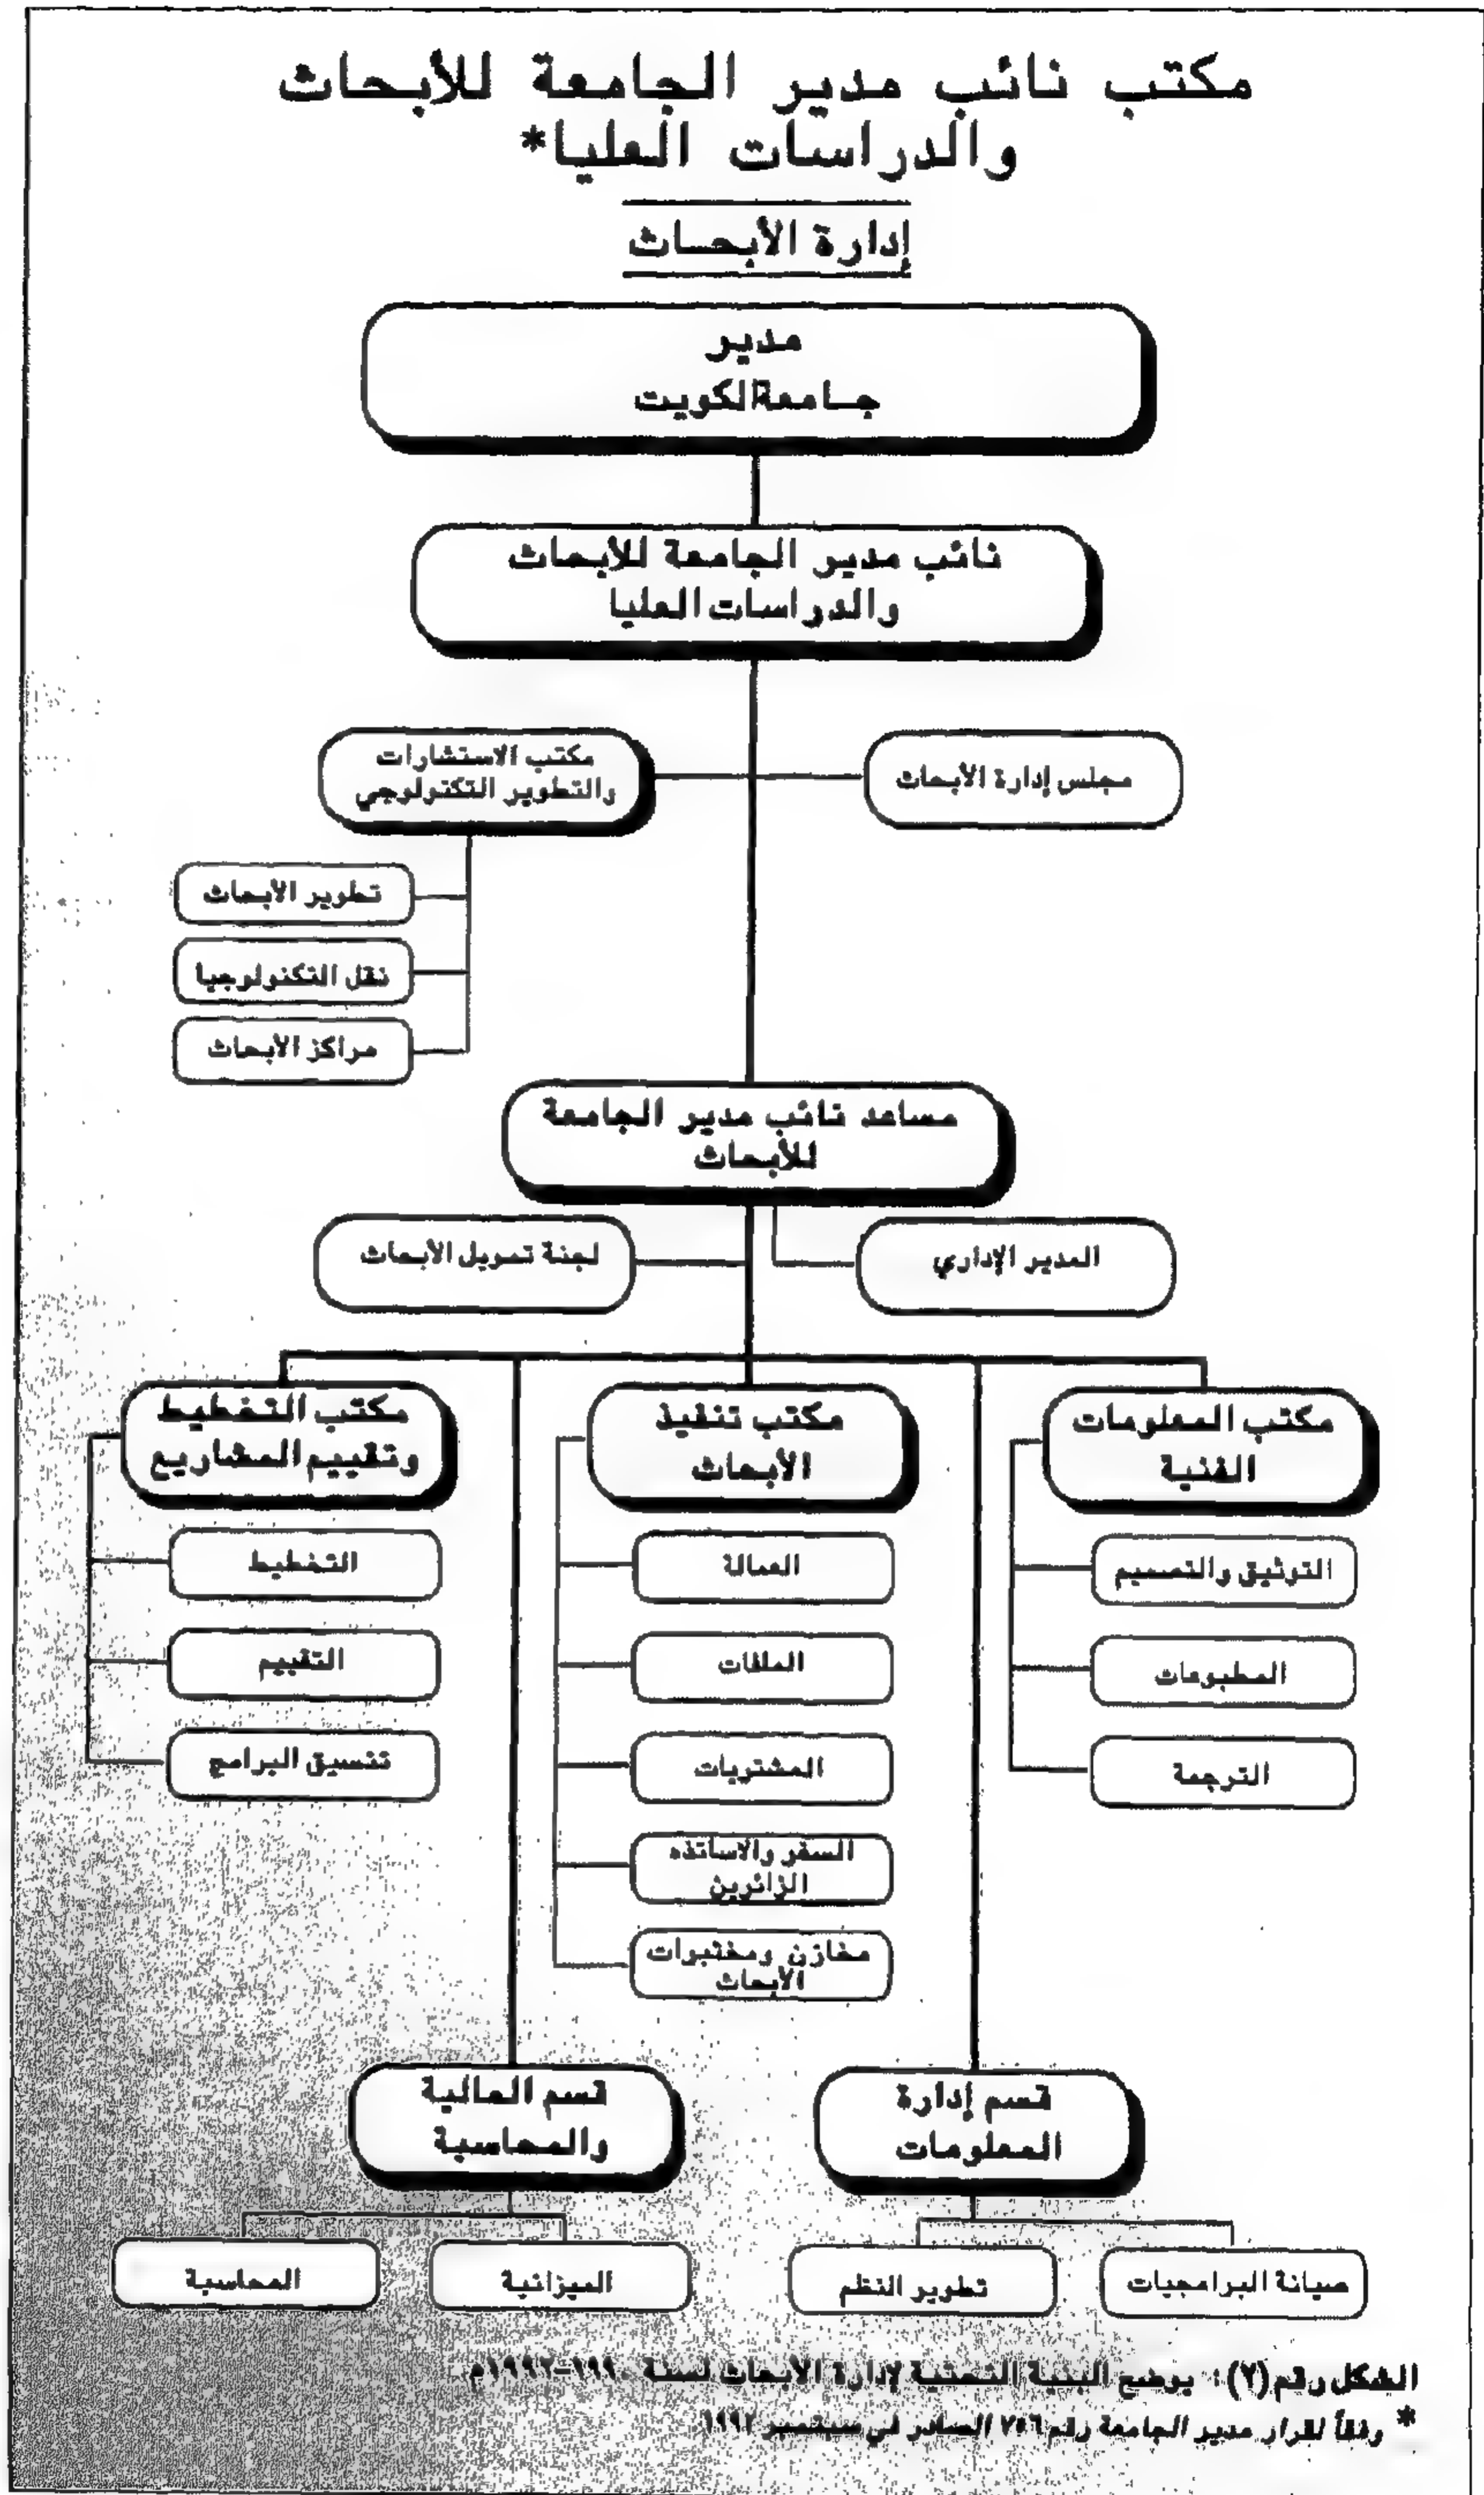 مكتب نائب مدير الجامعة للأبحاث
والدراسات العليا*
إدارة الأبحاث
مدير
جامعة الكويت
نائب مدير الجامعة للأبحاث
والدراسات العليا
مجلس إدارة الأبحاث
مكتب الاستشارات
والتطوير التكنولوجي
تطوير الأبحاث
نقل التكنولوجيا
مراكز الأبحاث
مساعد نائب مدير الجامعة
للأبحاث
المدير الإداري
لجنة تمويل الأبحاث
مكتب المعلومات
الفنية
التوثيق والتصميم
المطبوعات
الترجمة
مكتب تنفيذ
الأبحاث
العمالة
الملفات
المشتريات
السفر والاساتذه
الزائرين
مخازن ومختبرات
الأبحاث
مكتب التخطيط
وتقييم المشاريع
التخطيط
التقييم
تنسيق البرامج
قسم إدارة
المعلومات
صيانة البرامجيات
تطوير النظم
قسم المالية
والمحاسبة
الميزانية
المحاسبة
الشكل رقم (٧): يوضح البنية التحتية لإدارة الأبحاث لسنة
* وفقاً لقرار مدير الجامعة رقم الصادر في سبتمبر ١٩٩٢